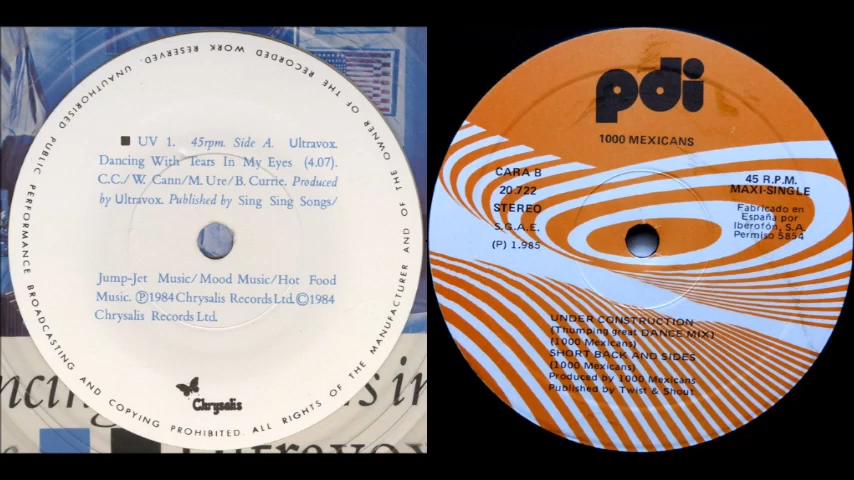 ■ UV 1. 45rpm. Side A. Ultravox.
Dancing With Tears In My Eyes (4.07).
C.C./W. Cann/M. Ure/B. Currie. Produced
by Ultravox. Published by Sing Sing Songs/
Jump-Jet Music/Mood Music/Hot Food
Music. Ⓟ1984 Chrysalis Records Ltd. ©1984
Chrysalis Records Ltd.
Chrysalis
ALL RIGHTS OF THE MANUFACTURER AND OF THE OWNER OF THE RECORDED WORK RESERVED. UNAUTHORISED PUBLIC PERFORMANCE BROADCASTING AND COPYING PROHIBITED.
pdi
1000 MEXICANS
CARA B
20.722
STEREO
S.G.A.E.
(P) 1.985
45 R.P.M.
MAXI-SINGLE
Fabricado en
España por
Iberofón, S.A.
Permiso 5854
UNDER CONSTRUCTION
(Thumping great DANCE MIX)
(1000 Mexicans)
SHORT BACK AND SIDES
(1000 Mexicans)
Produced by 1000 Mexicans
Published by Twist & Shout